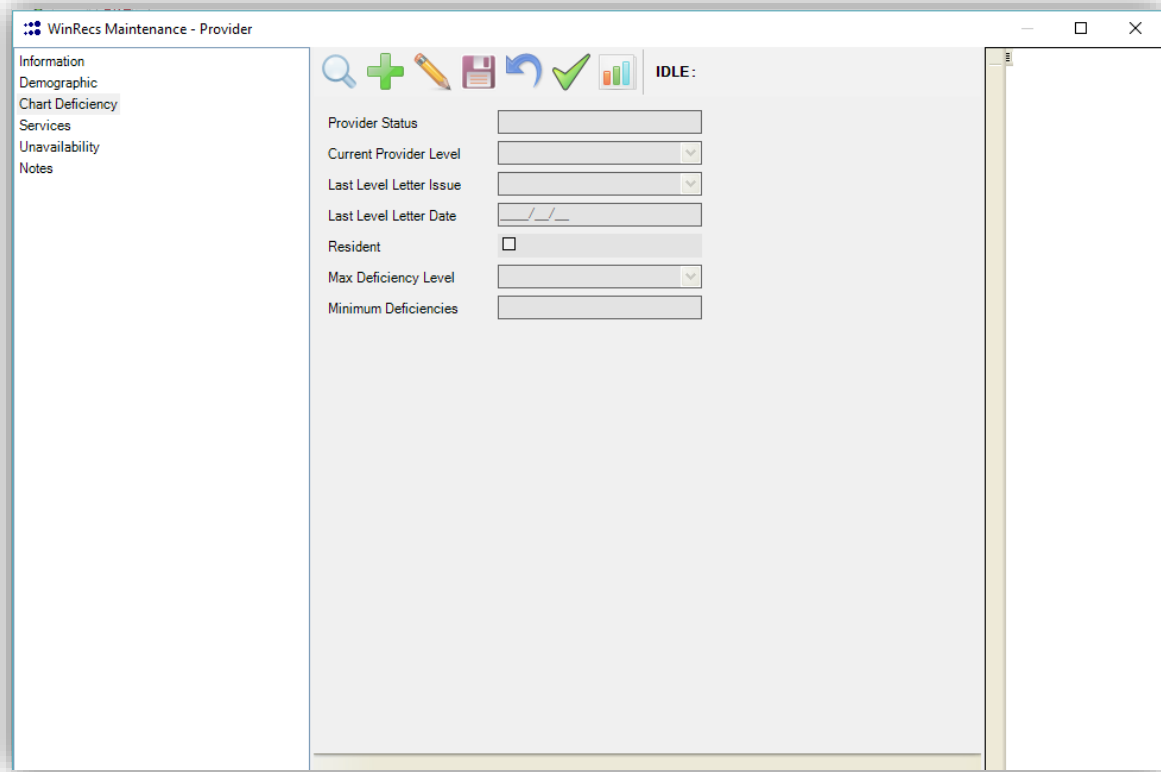 WinRecs Maintenance - Provider
Information
Demographic
Chart Deficiency
Services
Unavailability
Notes
IDLE:
Provider Status
Current Provider Level
Last Level Letter Issue
Last Level Letter Date
____/__/__
Resident
Max Deficiency Level
Minimum Deficiencies